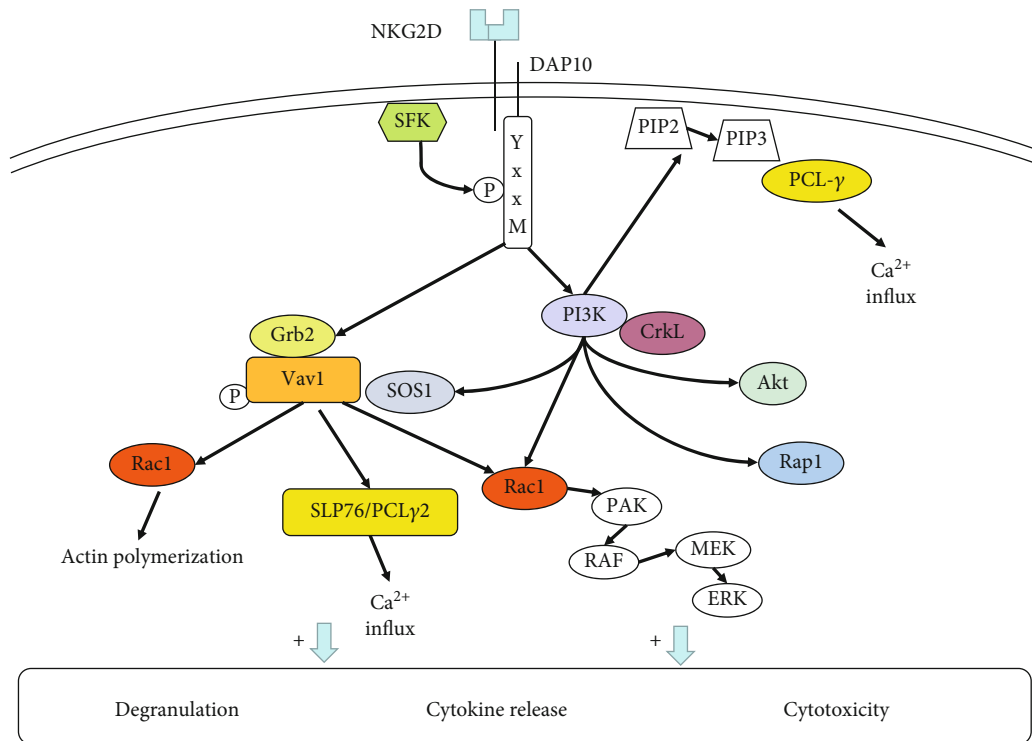 NKG2D
DAP10
SFK
P
Y
x
x
M
PIP2
PIP3
PCL-γ
Ca²⁺
influx
PI3K
CrkL
Grb2
Vav1
P
SOS1
Akt
Rac1
Rac1
Rap1
SLP76/PCLγ2
PAK
Actin polymerization
RAF
MEK
ERK
Ca²⁺
influx
+
+
Degranulation
Cytokine release
Cytotoxicity